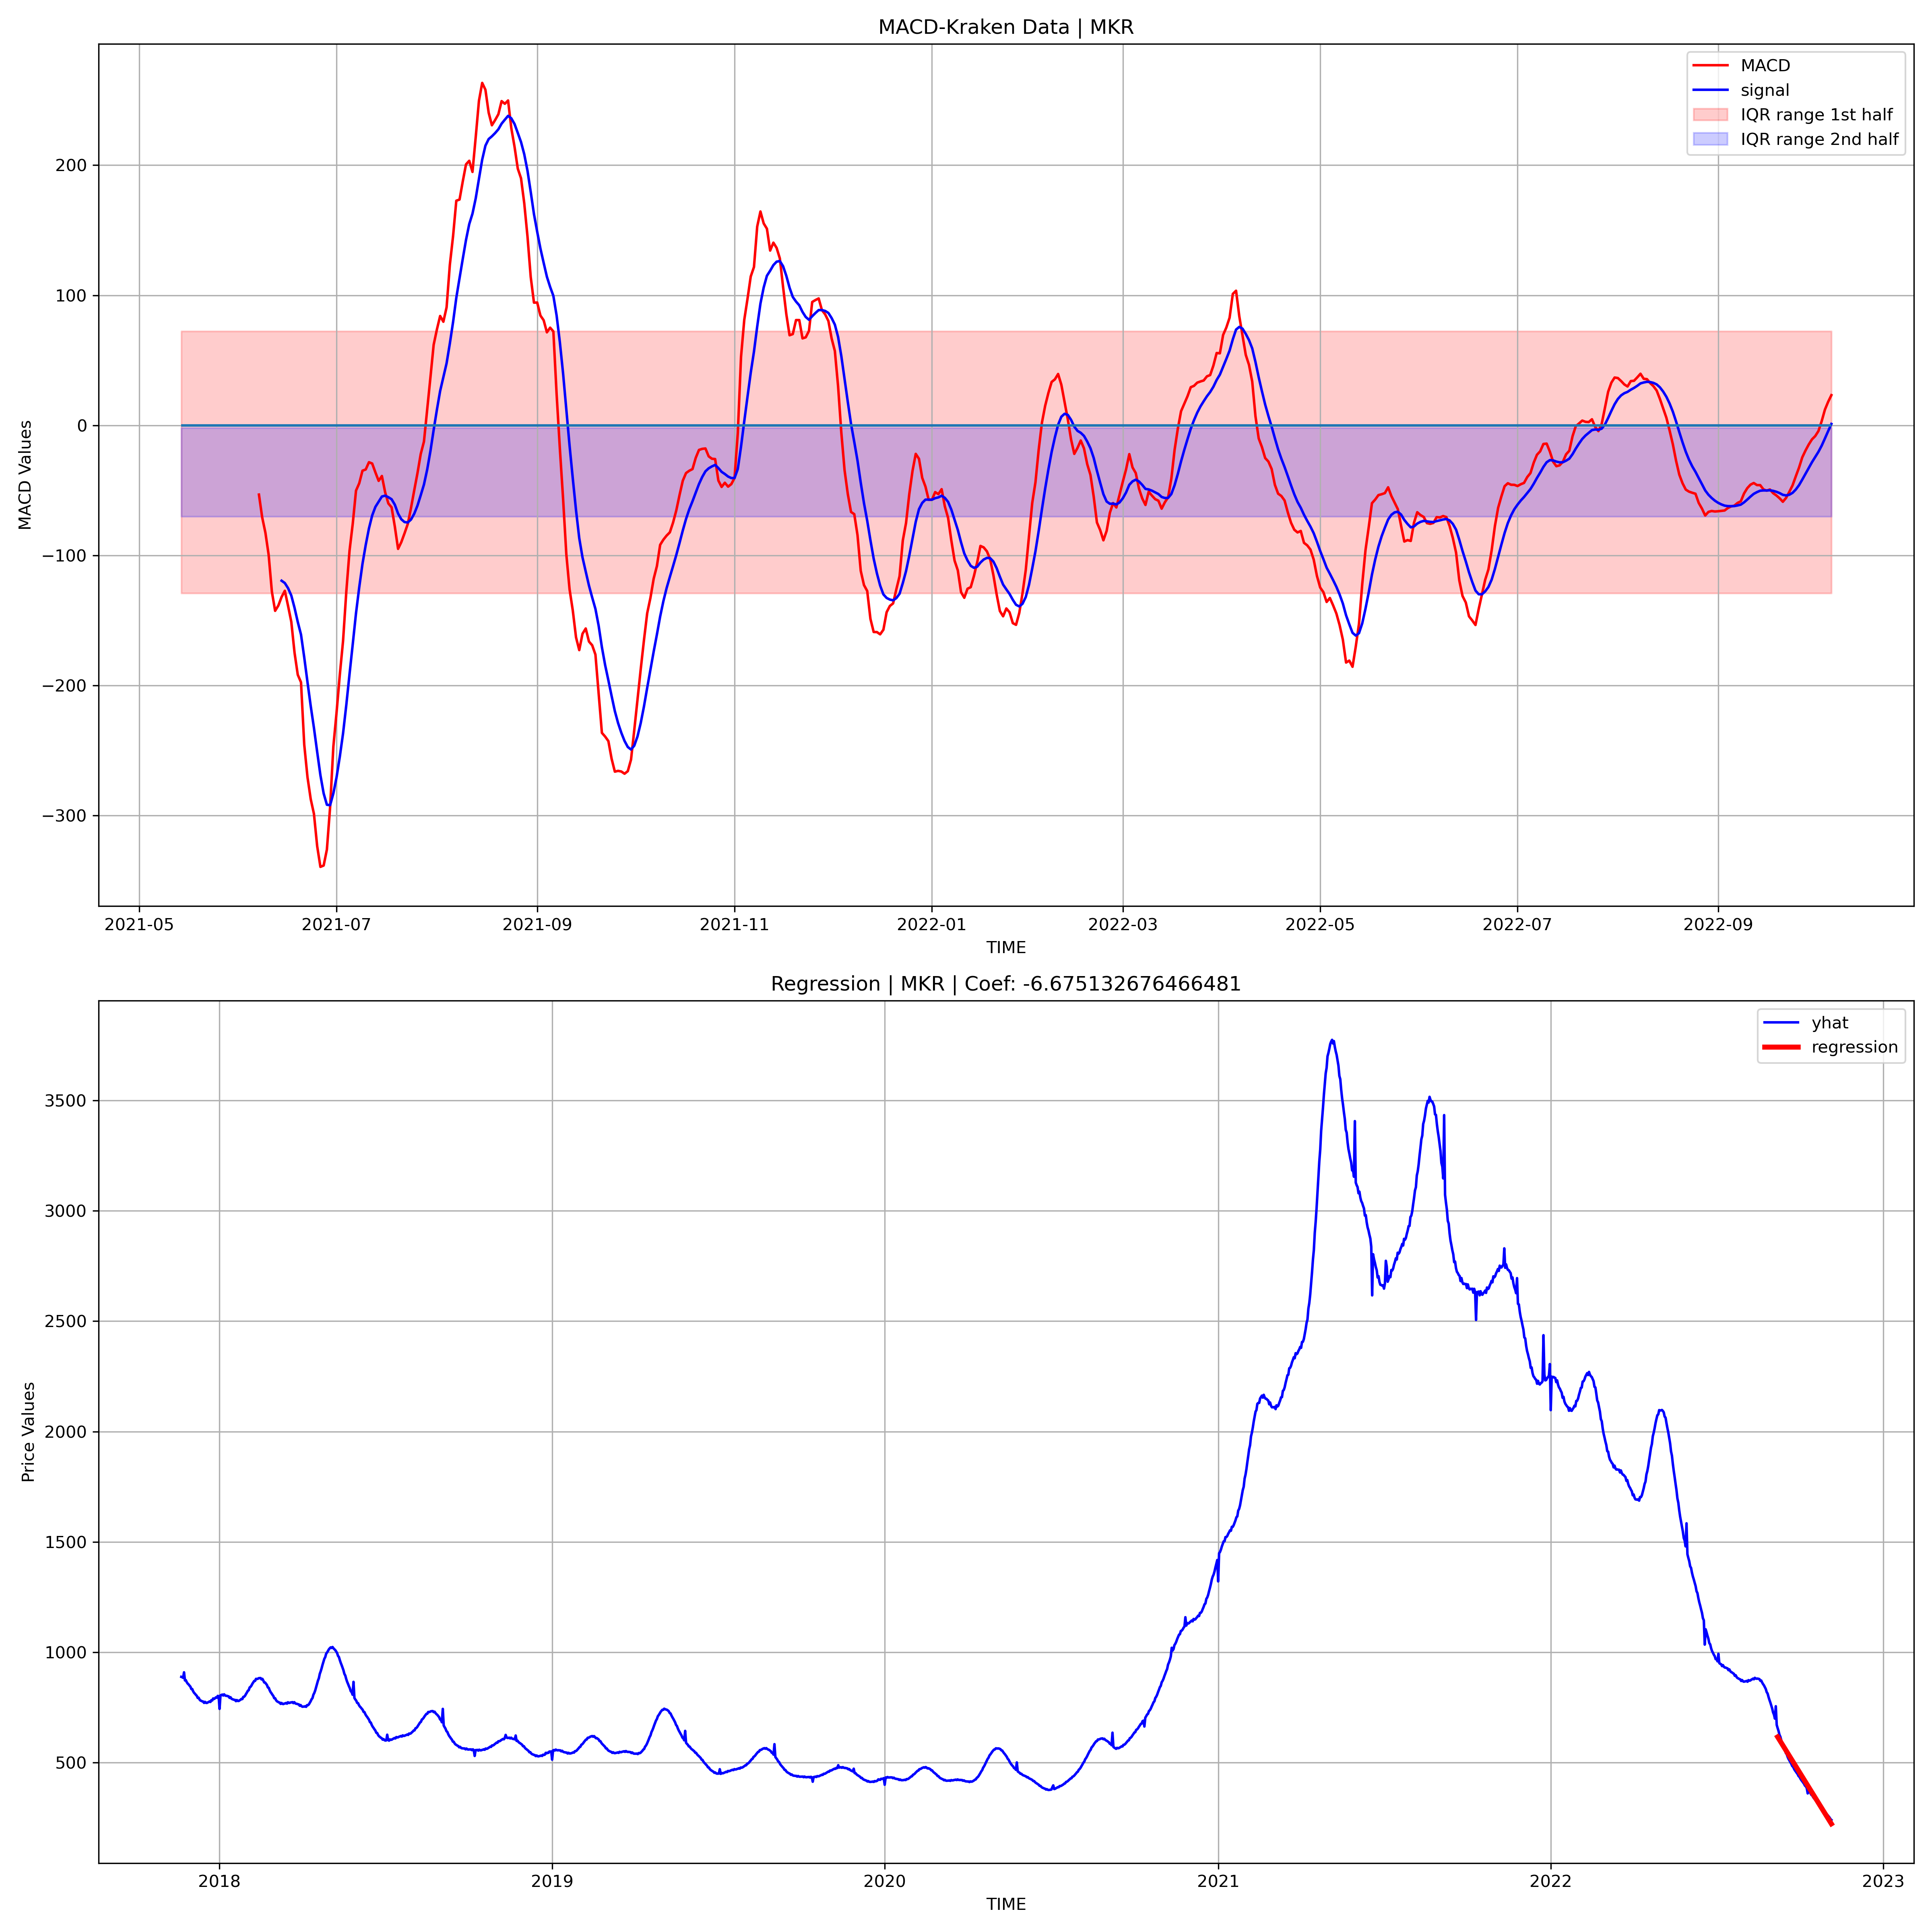 MACD-Kraken Data | MKR
MACD
signal
IQR range 1st half
IQR range 2nd half
MACD Values
200
100
0
−100
−200
−300
2021-05 2021-07 2021-09 2021-11 2022-01 2022-03 2022-05 2022-07 2022-09
TIME
Regression | MKR | Coef: -6.675132676466481
yhat
regression
Price Values
3500
3000
2500
2000
1500
1000
500
2018 2019 2020 2021 2022 2023
TIME